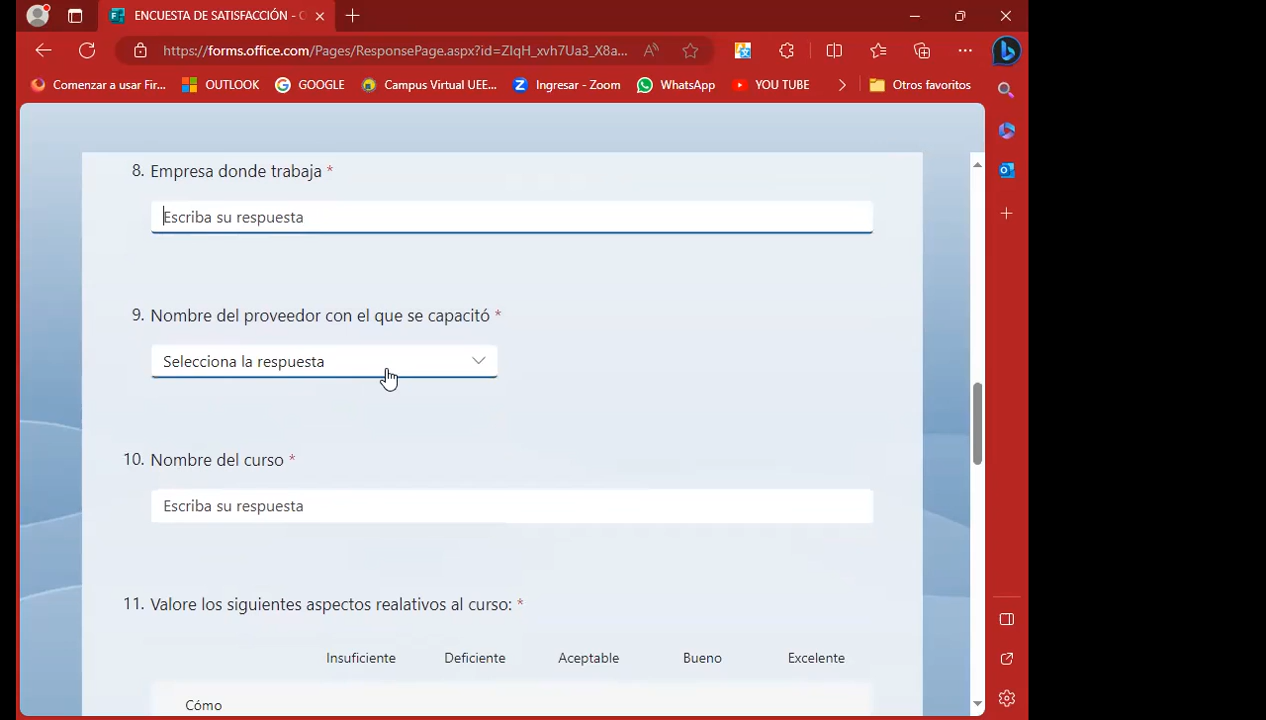 ENCUESTA DE SATISFACCIÓN - C
https://forms.office.com/Pages/ResponsePage.aspx?id=ZIqH_xvh7Ua3_X8a...
Comenzar a usar Fir... OUTLOOK GOOGLE Campus Virtual UEE... Ingresar - Zoom WhatsApp YOU TUBE Otros favoritos
8. Empresa donde trabaja *
Escriba su respuesta
9. Nombre del proveedor con el que se capacitó *
Selecciona la respuesta
10. Nombre del curso *
Escriba su respuesta
11. Valore los siguientes aspectos realativos al curso: *
Insuficiente Deficiente Aceptable Bueno Excelente
Cómo